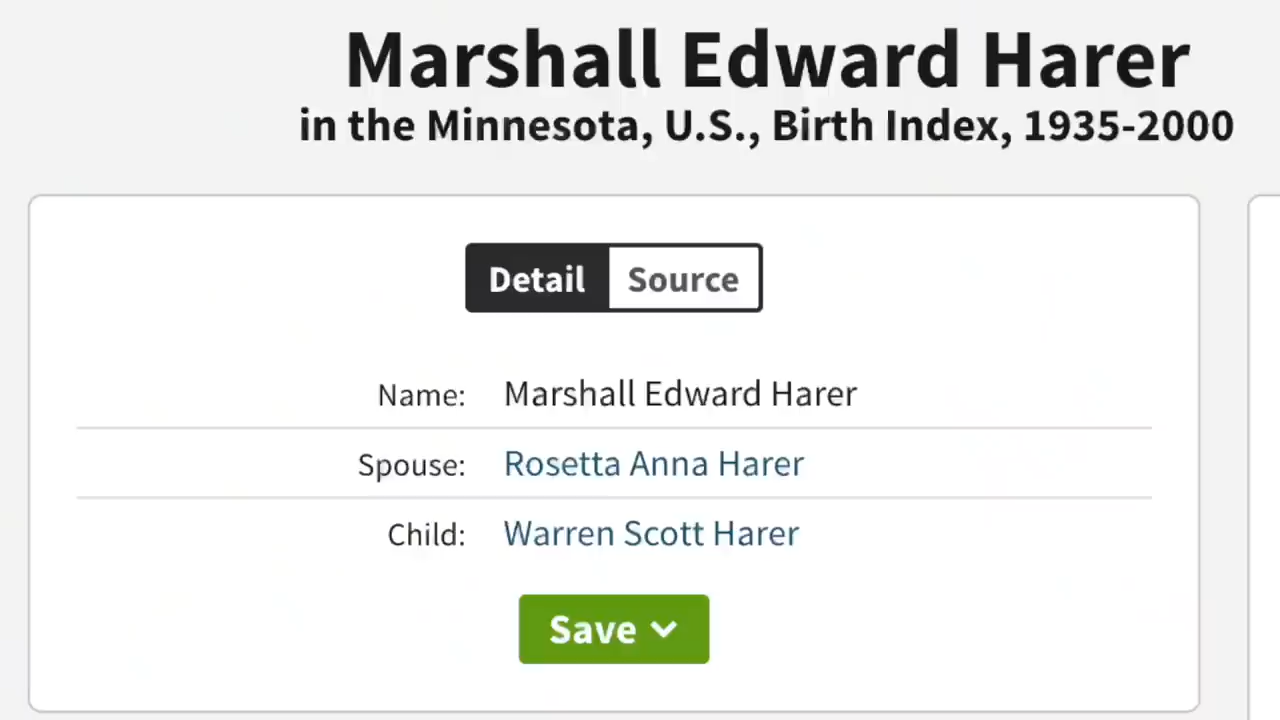 Marshall Edward Harer
in the Minnesota, U.S., Birth Index, 1935-2000
Detail Source
Name: Marshall Edward Harer
Spouse: Rosetta Anna Harer
Child: Warren Scott Harer
Save